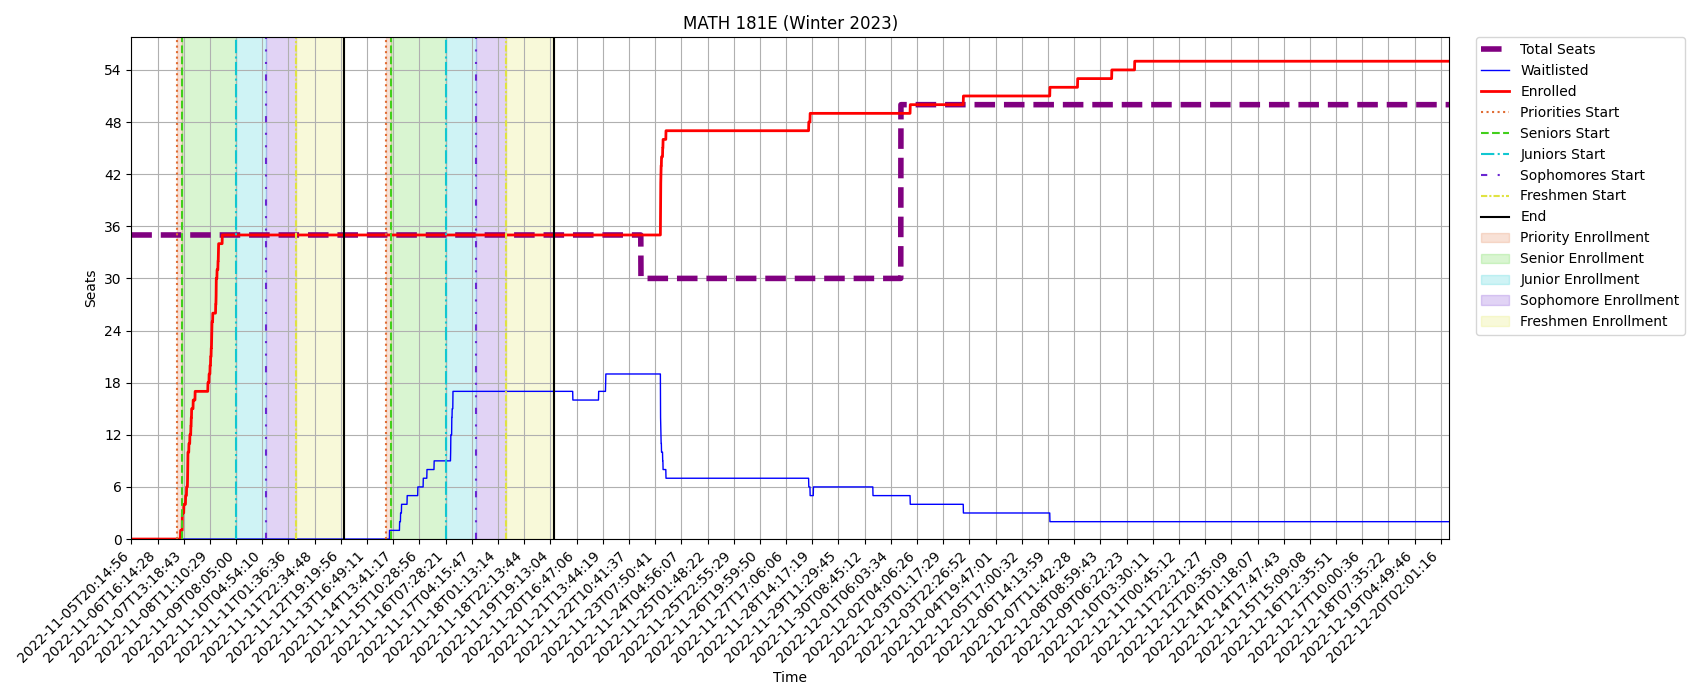 MATH 181E (Winter 2023)
54
48
42
36
30
24
18
12
6
0
Seats
2022-11-05T20:14:56
2022-11-06T16:14:28
2022-11-07T13:18:43
2022-11-08T11:10:29
2022-11-09T08:05:00
2022-11-10T04:54:10
2022-11-11T01:36:36
2022-11-11T22:34:48
2022-11-12T19:19:56
2022-11-13T16:49:11
2022-11-14T13:41:17
2022-11-15T10:28:56
2022-11-16T07:28:21
2022-11-17T04:15:47
2022-11-18T01:13:14
2022-11-18T22:13:44
2022-11-19T19:13:04
2022-11-20T16:47:06
2022-11-21T13:44:19
2022-11-22T10:41:37
2022-11-23T07:50:41
2022-11-24T04:56:07
2022-11-25T01:48:22
2022-11-25T22:55:29
2022-11-26T19:59:50
2022-11-27T17:06:06
2022-11-28T14:17:19
2022-11-29T11:29:45
2022-11-30T08:45:12
2022-12-01T06:03:34
2022-12-02T04:06:26
2022-12-03T01:17:29
2022-12-03T22:26:52
2022-12-04T19:47:01
2022-12-05T17:00:32
2022-12-06T14:13:59
2022-12-07T11:42:28
2022-12-08T08:59:43
2022-12-09T06:22:23
2022-12-10T03:30:11
2022-12-11T00:45:12
2022-12-11T22:21:27
2022-12-12T20:35:09
2022-12-14T01:18:07
2022-12-14T17:47:43
2022-12-15T15:09:08
2022-12-16T12:35:51
2022-12-17T10:00:36
2022-12-18T07:35:22
2022-12-19T04:49:46
2022-12-20T02:01:16
Time
Total Seats
Waitlisted
Enrolled
Priorities Start
Seniors Start
Juniors Start
Sophomores Start
Freshmen Start
End
Priority Enrollment
Senior Enrollment
Junior Enrollment
Sophomore Enrollment
Freshmen Enrollment